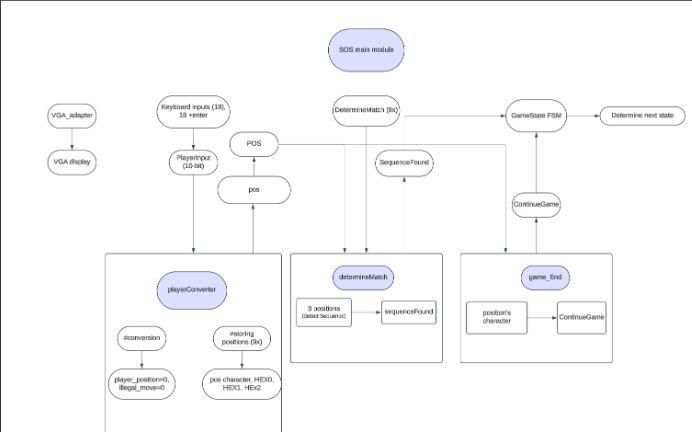 SOS main module
VGA_adapter
VGA display
Keyboard inputs (19),
18 +enter
PlayerInput
(10-bit)
POS
pos
DetermineMatch (9x)
SequenceFound
GameState FSM
Determine next state
ContinueGame
playerConverter
#conversion
player_position=0,
illegal_move=0
#storing
positions (9x)
pos character, HEX0,
HEX1, HEx2
determineMatch
3 positions
(detect Sequence)
sequenceFound
game_End
position's
character
ContinueGame